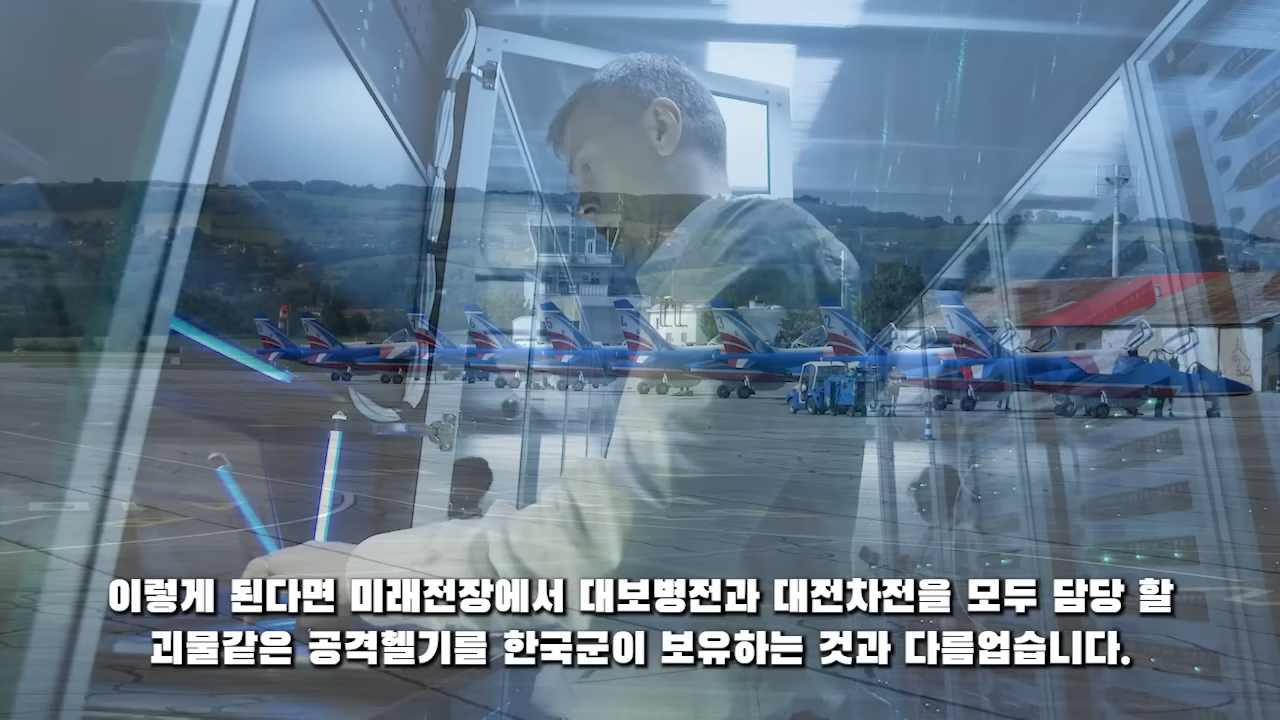 이렇게 된다면 미래전장에서 대보병전과 대전차전을 모두 담당 할
괴물같은 공격헬기를 한국군이 보유하는 것과 다름업습니다.